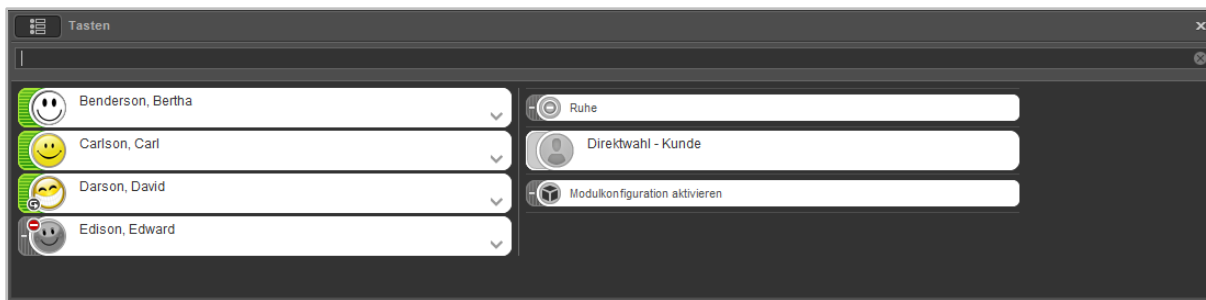 Tasten
Benderson, Bertha
Carlson, Carl
Darson, David
Edison, Edward
Ruhe
Direktwahl - Kunde
Modulkonfiguration aktivieren